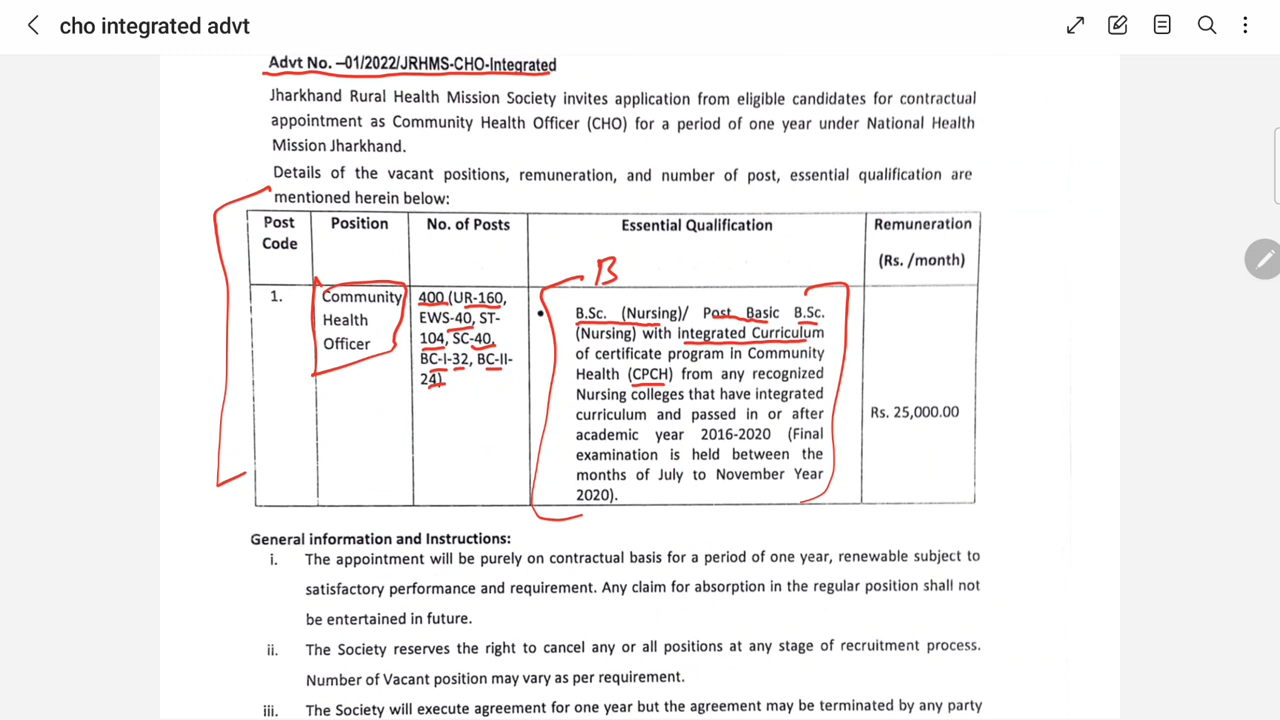 cho integrated advt
Advt No. –01/2022/JRHMS-CHO-Integrated
Jharkhand Rural Health Mission Society invites application from eligible candidates for contractual
appointment as Community Health Officer (CHO) for a period of one year under National Health
Mission Jharkhand.
Details of the vacant positions, remuneration, and number of post, essential qualification are
mentioned herein below:
Post
Code
Position
No. of Posts
Essential Qualification
Remuneration
(Rs. /month)
B
1.
Community
Health
Officer
400 (UR-160,
EWS-40, ST-
104, SC-40,
BC-I-32, BC-II-
24)
• B.Sc. (Nursing)/ Post Basic B.Sc.
(Nursing) with integrated Curriculum
of certificate program in Community
Health (CPCH) from any recognized
Nursing colleges that have integrated
curriculum and passed in or after
academic year 2016-2020 (Final
examination is held between the
months of July to November Year
2020).
Rs. 25,000.00
General information and Instructions:
i. The appointment will be purely on contractual basis for a period of one year, renewable subject to
satisfactory performance and requirement. Any claim for absorption in the regular position shall not
be entertained in future.
ii. The Society reserves the right to cancel any or all positions at any stage of recruitment process.
Number of Vacant position may vary as per requirement.
iii. The Society will execute agreement for one year but the agreement may be terminated by any party